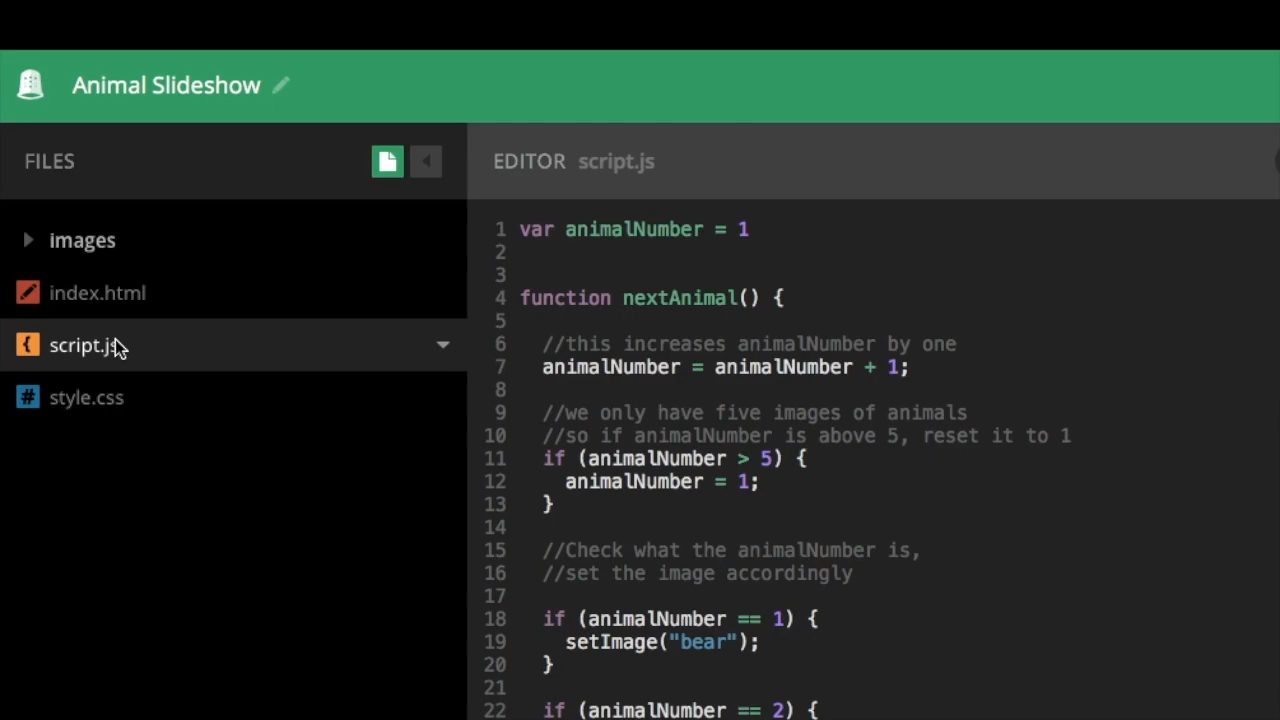 Animal Slideshow
FILES
images
index.html
script.js
style.css
EDITOR script.js
1 var animalNumber = 1
2
3
4 function nextAnimal() {
5
6 //this increases animalNumber by one
7 animalNumber = animalNumber + 1;
8
9 //we only have five images of animals
10 //so if animalNumber is above 5, reset it to 1
11 if (animalNumber > 5) {
12 animalNumber = 1;
13 }
14
15 //Check what the animalNumber is,
16 //set the image accordingly
17
18 if (animalNumber == 1) {
19 setImage("bear");
20 }
21
22 if (animalNumber == 2) {